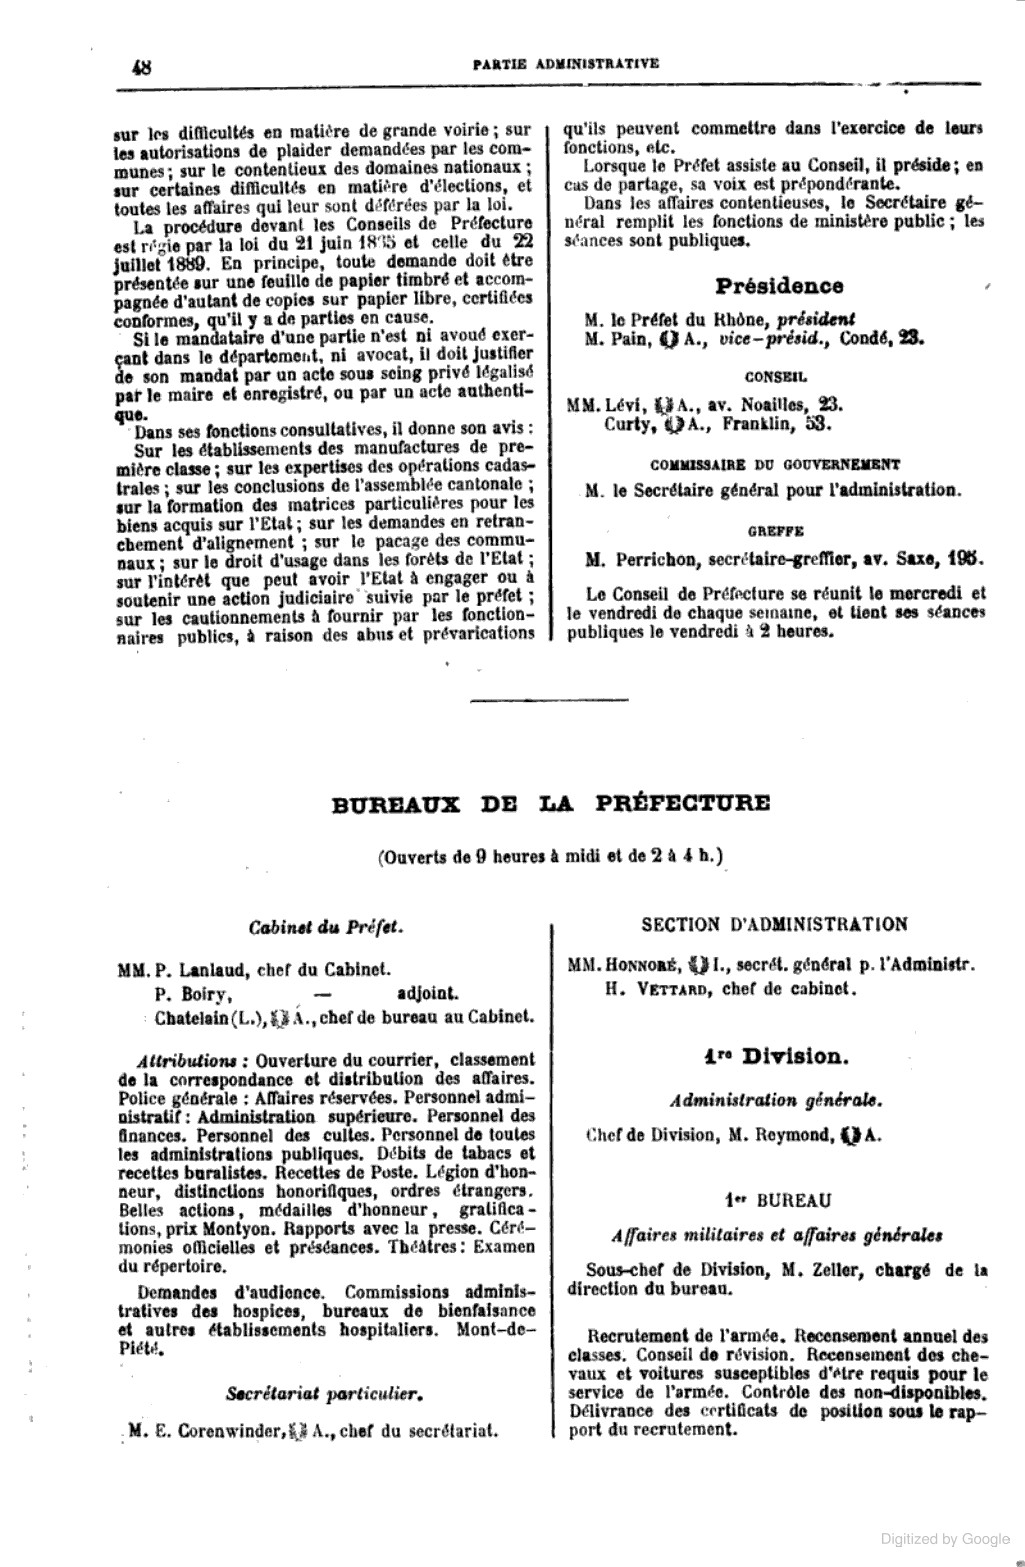 48
PARTIE ADMINISTRATIVE
sur les difficultés en matière de grande voirie ; sur
les autorisations de plaider demandées par les com-
munes ; sur le contentieux des domaines nationaux ;
sur certaines difficultés en matière d'élections, et
toutes les affaires qui leur sont déférées par la loi.
La procédure devant les Conseils de Préfecture
est régie par la loi du 21 juin et celle du 22
juillet 1889. En principe, toute demande doit être
présentée sur une feuille de papier timbré et accom-
pagnée d'autant de copies sur papier libre, certifiées
conformes, qu'il y a de parties en cause.
Si le mandataire d'une partie n'est ni avoué exer-
çant dans le département, ni avocat, il doit justifier
de son mandat par un acte sous seing privé légalisé
par le maire et enregistré, ou par un acte authenti-
que.
Dans ses fonctions consultatives, il donne son avis :
Sur les établissements des manufactures de pre-
mière classe ; sur les expertises des opérations cadas-
trales ; sur les conclusions de l'assemblée cantonale ;
sur la formation des matrices particulières pour les
biens acquis sur l'Etat ; sur les demandes en retran-
chement d'alignement ; sur le pacage des commu-
naux ; sur le droit d'usage dans les forêts de l'Etat ;
sur l'intérêt que peut avoir l'Etat à engager ou à
soutenir une action judiciaire suivie par le préfet ;
sur les cautionnements à fournir par les fonction-
naires publics, à raison des abus et prévarications
qu'ils peuvent commettre dans l'exercice de leurs
fonctions, etc.
Lorsque le Préfet assiste au Conseil, il préside ; en
cas de partage, sa voix est prépondérante.
Dans les affaires contentieuses, le Secrétaire gé-
néral remplit les fonctions de ministère public ; les
séances sont publiques.
Présidence
M. le Préfet du Rhône, président
M. Pain, A., vice-présid., Condé, 23.
CONSEIL
MM. Lévi, A., av. Noailles, 23.
Curty, A., Franklin, 53.
COMMISSAIRE DU GOUVERNEMENT
M. le Secrétaire général pour l'administration.
GREFFE
M. Perrichon, secrétaire-greffier, av. Saxe, 195.
Le Conseil de Préfecture se réunit le mercredi et
le vendredi de chaque semaine, et tient ses séances
publiques le vendredi à 2 heures.
BUREAUX DE LA PRÉFECTURE
(Ouverts de 9 heures à midi et de 2 à 4 h.)
Cabinet du Préfet.
MM. P. Lanlaud, chef du Cabinet.
P. Boiry, — adjoint.
Chatelain (L.), A., chef de bureau au Cabinet.
Attributions : Ouverture du courrier, classement
de la correspondance et distribution des affaires.
Police générale : Affaires réservées. Personnel admi-
nistratif : Administration supérieure. Personnel des
finances. Personnel des cultes. Personnel de toutes
les administrations publiques. Débits de tabacs et
recettes buralistes. Recettes de Poste. Légion d'hon-
neur, distinctions honorifiques, ordres étrangers.
Belles actions, médailles d'honneur, gratifica-
tions, prix Montyon. Rapports avec la presse. Céré-
monies officielles et préséances. Théâtres : Examen
du répertoire.
Demandes d'audience. Commissions adminis-
tratives des hospices, bureaux de bienfaisance
et autres établissements hospitaliers. Mont-de-
Piété.
Secrétariat particulier.
M. E. Corenwinder, A., chef du secrétariat.
SECTION D'ADMINISTRATION
MM. HONNORÉ, I., secrét. général p. l'Administr.
H. VETTARD, chef de cabinet.
1re Division.
Administration générale.
Chef de Division, M. Reymond, A.
1er BUREAU
Affaires militaires et affaires générales
Sous-chef de Division, M. Zeller, chargé de la
direction du bureau.
Recrutement de l'armée. Recensement annuel des
classes. Conseil de révision. Recensement des che-
vaux et voitures susceptibles d'être requis pour le
service de l'armée. Contrôle des non-disponibles.
Délivrance des certificats de position sous le rap-
port du recrutement.
Digitized by Google